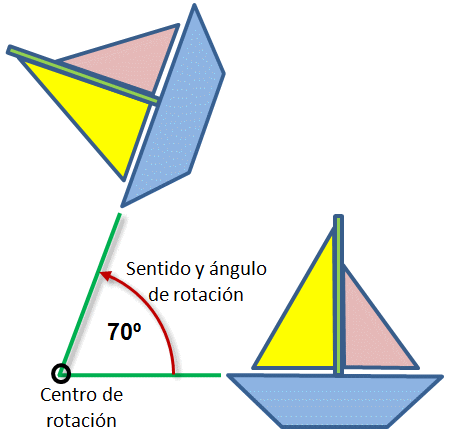 Sentido y ángulo
de rotación
70º
Centro de
rotación